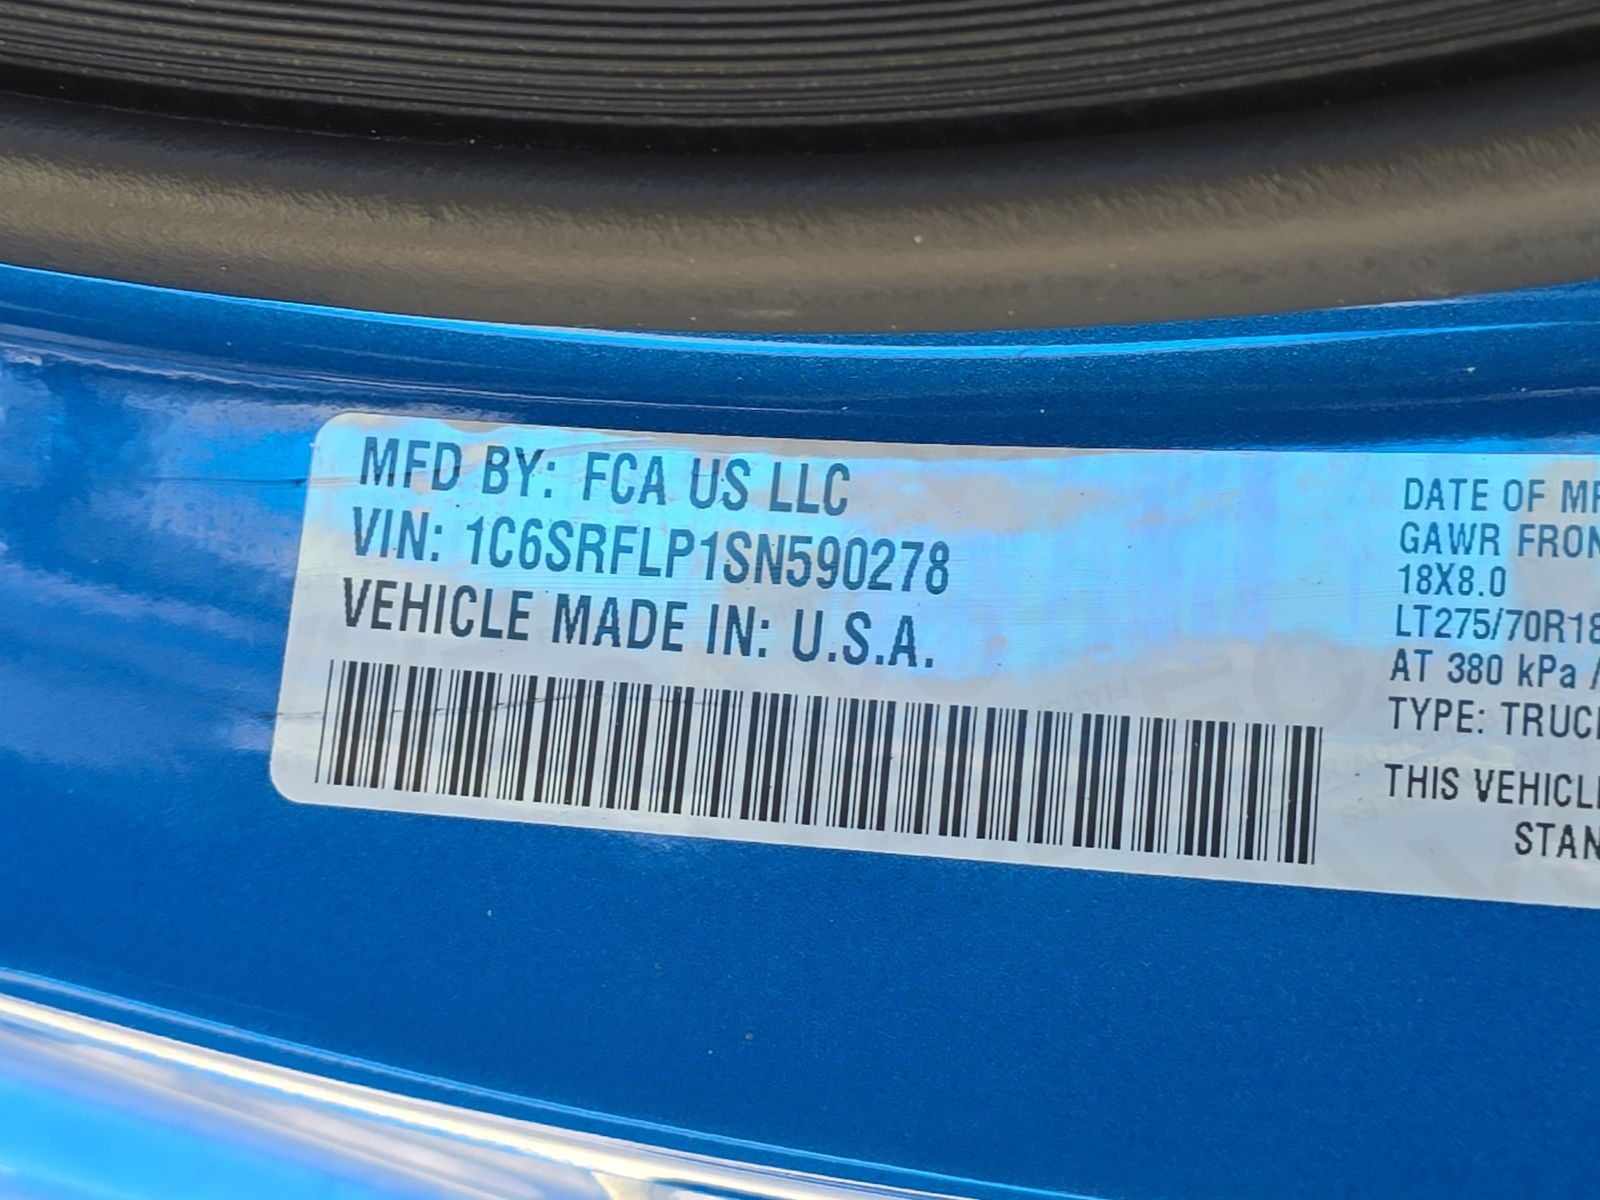 MFD BY: FCA US LLC
VIN: 1C6SRFLP1SN590278
VEHICLE MADE IN: U.S.A.
DATE OF
GAWR
18X8.0
LT275/70R18
AT 380 kPa /
TYPE:
THIS